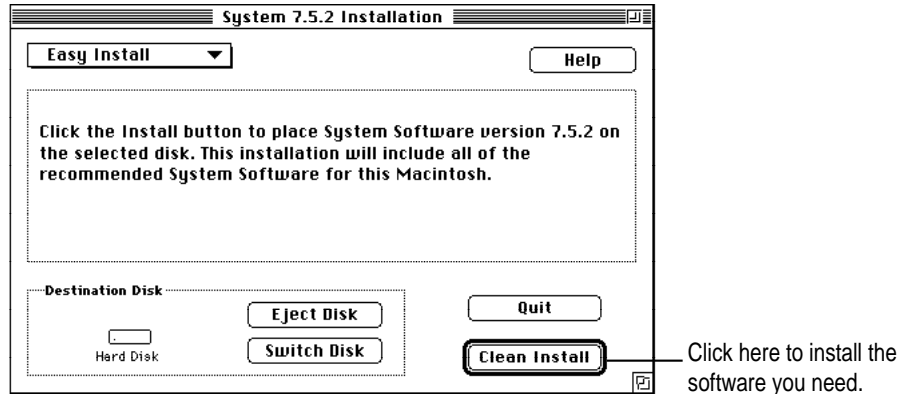 System 7.5.2 Installation
Easy Install
Help
Click the Install button to place System Software version 7.5.2 on
the selected disk. This installation will include all of the
recommended System Software for this Macintosh.
Destination Disk
Hard Disk
Eject Disk
Switch Disk
Quit
Clean Install
Click here to install the
software you need.